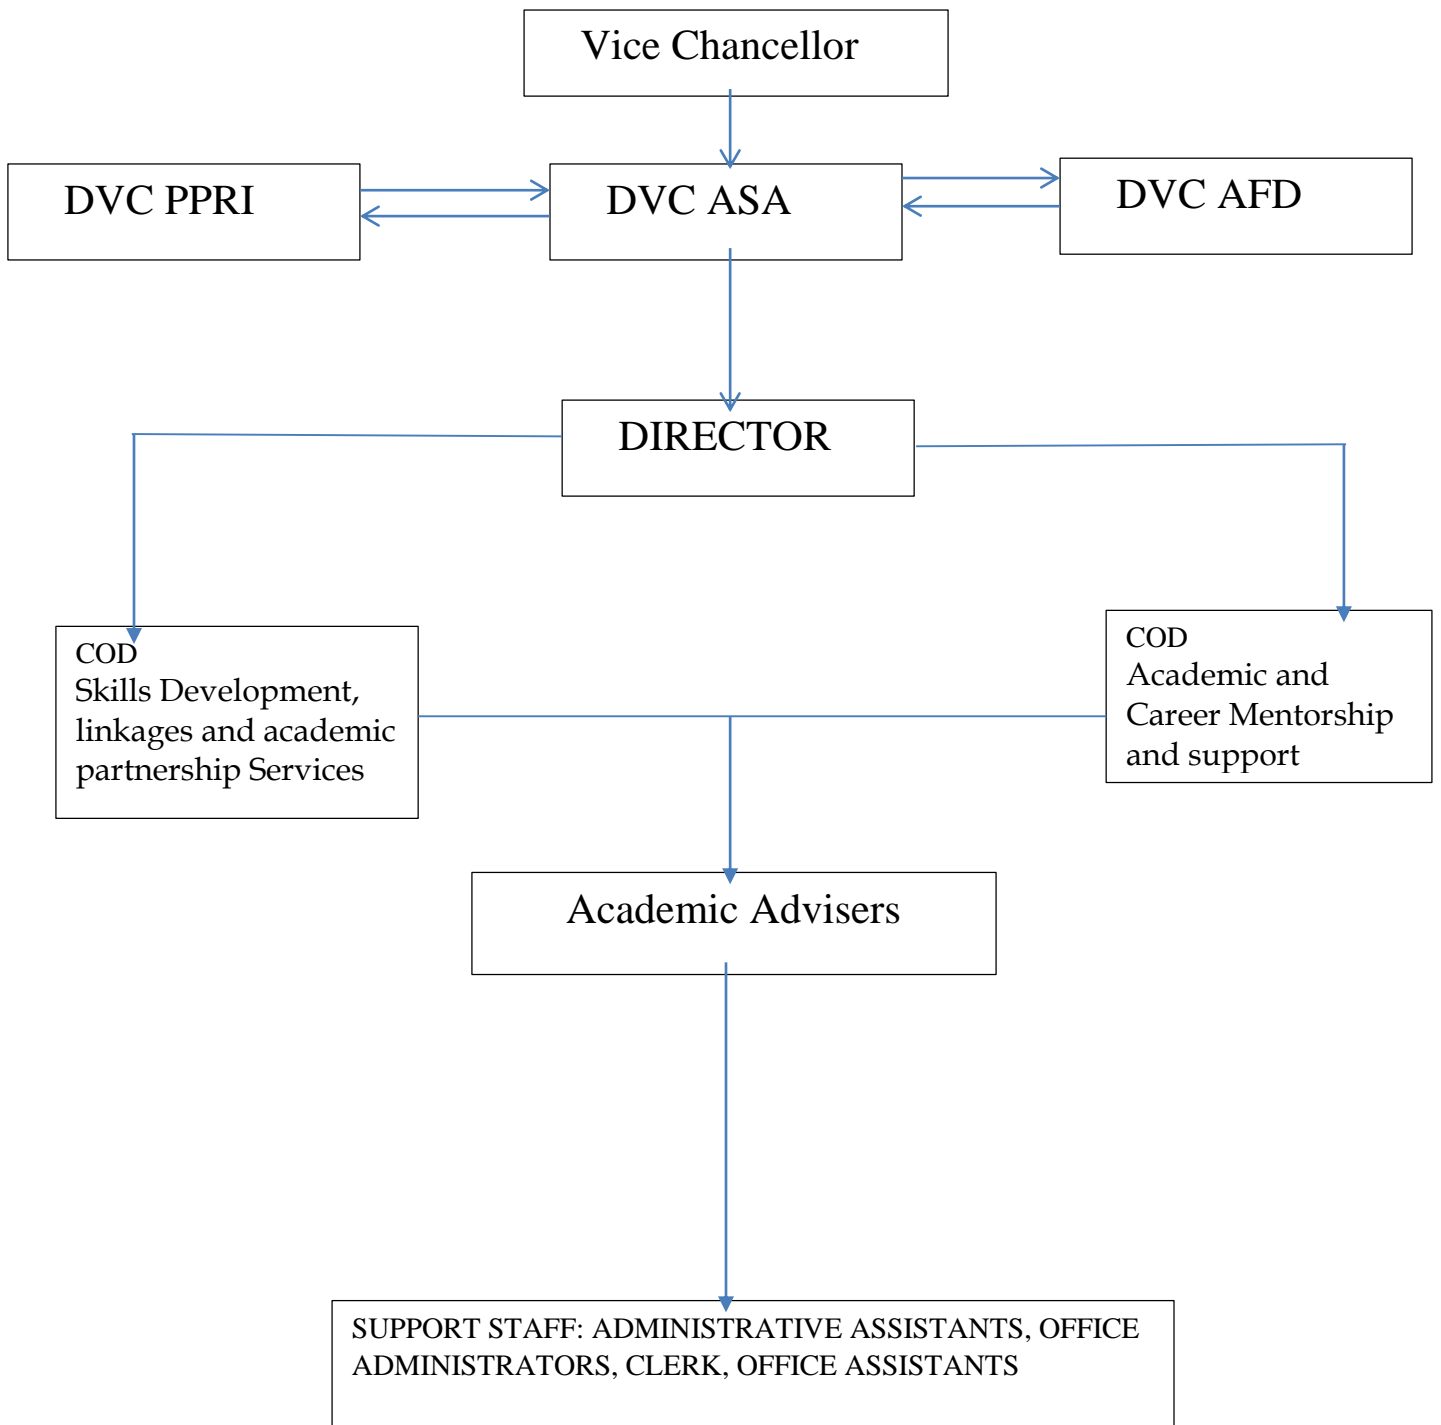 Vice Chancellor
DVC PPRI
DVC ASA
DVC AFD
DIRECTOR
COD
Skills Development,
linkages and academic
partnership Services
COD
Academic and
Career Mentorship
and support
Academic Advisers
SUPPORT STAFF: ADMINISTRATIVE ASSISTANTS, OFFICE
ADMINISTRATORS, CLERK, OFFICE ASSISTANTS